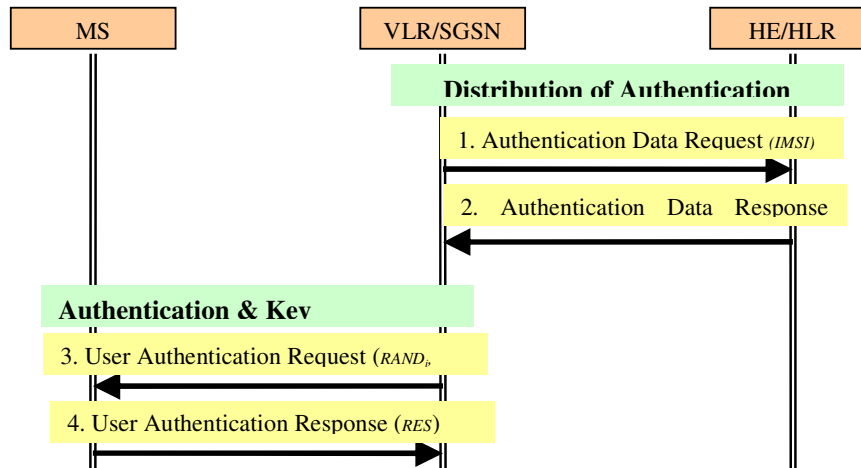 MS
VLR/SGSN
HE/HLR
Distribution of Authentication
1. Authentication Data Request (IMSI)
2. Authentication Data Response
Authentication & Key
3. User Authentication Request (RANDi,
4. User Authentication Response (RES)